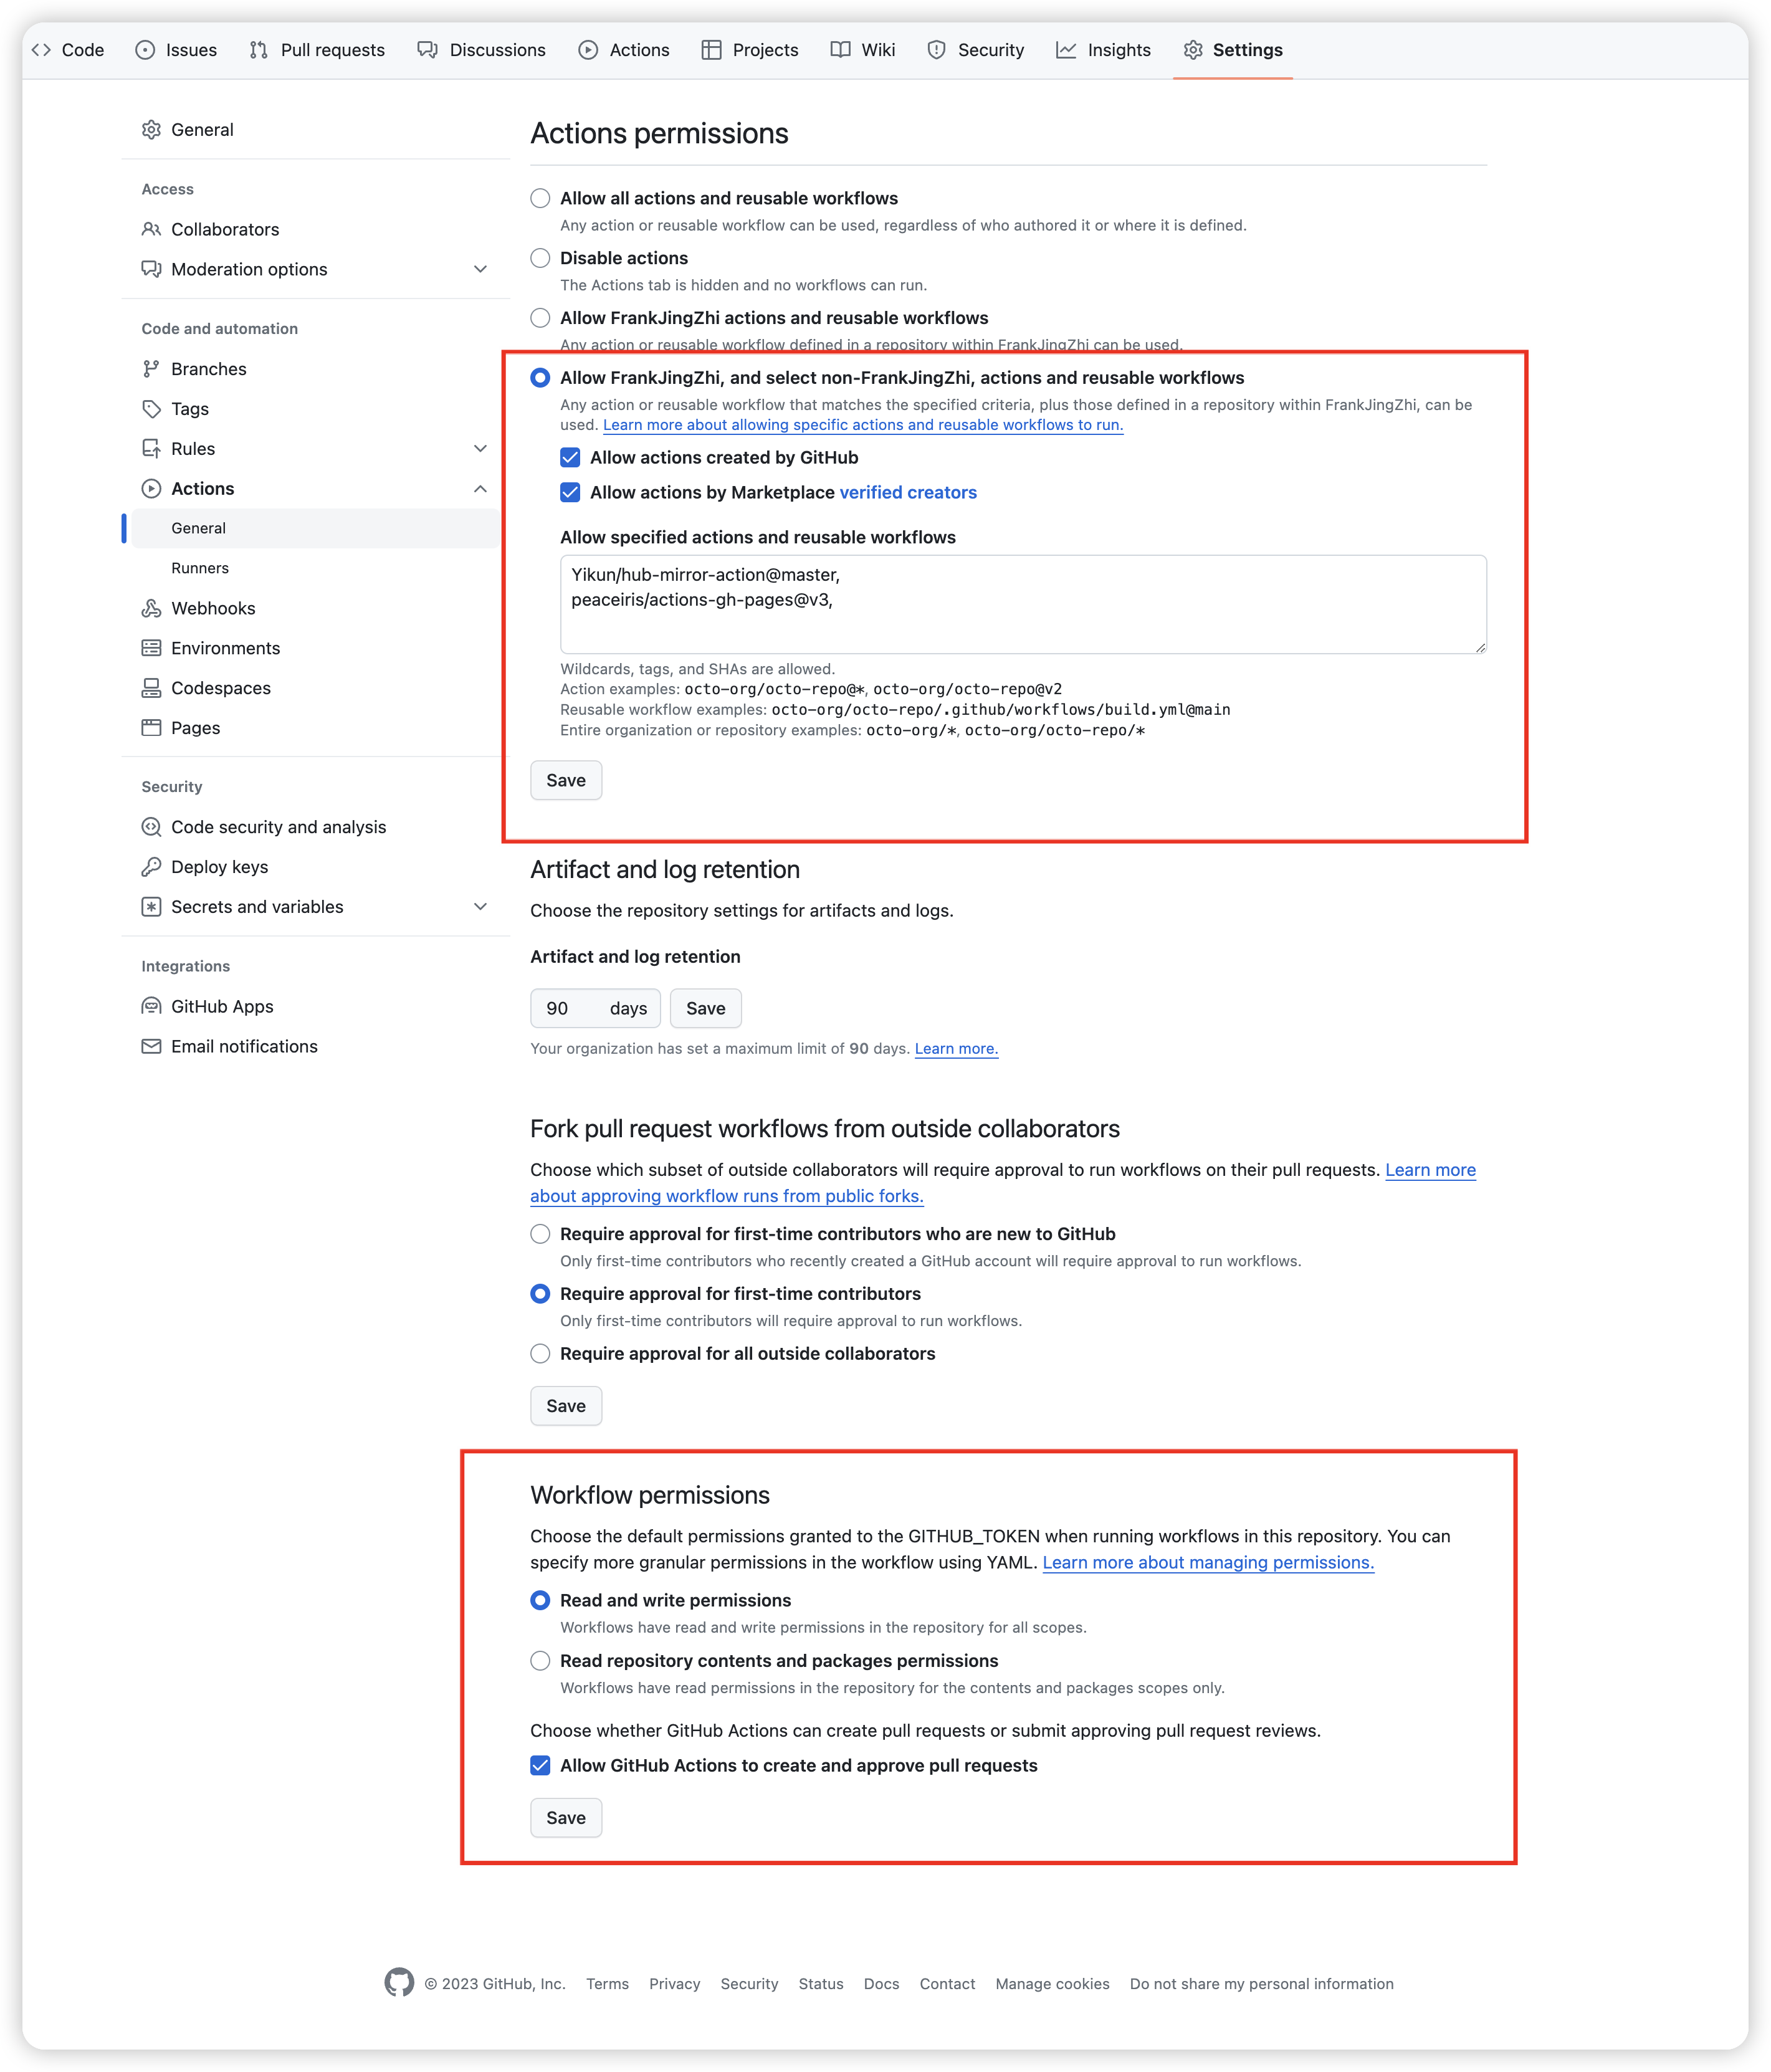 Code Issues Pull requests Discussions Actions Projects Wiki Security Insights Settings
General
Access
Collaborators
Moderation options
Code and automation
Branches
Tags
Rules
Actions
General
Runners
Webhooks
Environments
Codespaces
Pages
Security
Code security and analysis
Deploy keys
Secrets and variables
Integrations
GitHub Apps
Email notifications
Actions permissions
Allow all actions and reusable workflows
Any action or reusable workflow can be used, regardless of who authored it or where it is defined.
Disable actions
The Actions tab is hidden and no workflows can run.
Allow FrankJingZhi actions and reusable workflows
Any action or reusable workflow defined in a repository within FrankJingZhi can be used.
Allow FrankJingZhi, and select non-FrankJingZhi, actions and reusable workflows
Any action or reusable workflow that matches the specified criteria, plus those defined in a repository within FrankJingZhi, can be
used. Learn more about allowing specific actions and reusable workflows to run.
Allow actions created by GitHub
Allow actions by Marketplace verified creators
Allow specified actions and reusable workflows
Yikun/hub-mirror-action@master,
peaceiris/actions-gh-pages@v3,
Wildcards, tags, and SHAs are allowed.
Action examples: octo-org/octo-repo@*, octo-org/octo-repo@v2
Reusable workflow examples: octo-org/octo-repo/.github/workflows/build.yml@main
Entire organization or repository examples: octo-org/*, octo-org/octo-repo/*
Save
Artifact and log retention
Choose the repository settings for artifacts and logs.
Artifact and log retention
90 days Save
Your organization has set a maximum limit of 90 days. Learn more.
Fork pull request workflows from outside collaborators
Choose which subset of outside collaborators will require approval to run workflows on their pull requests. Learn more
about approving workflow runs from public forks.
Require approval for first-time contributors who are new to GitHub
Only first-time contributors who recently created a GitHub account will require approval to run workflows.
Require approval for first-time contributors
Only first-time contributors will require approval to run workflows.
Require approval for all outside collaborators
Save
Workflow permissions
Choose the default permissions granted to the GITHUB_TOKEN when running workflows in this repository. You can
specify more granular permissions in the workflow using YAML. Learn more about managing permissions.
Read and write permissions
Workflows have read and write permissions in the repository for all scopes.
Read repository contents and packages permissions
Workflows have read permissions in the repository for the contents and packages scopes only.
Choose whether GitHub Actions can create pull requests or submit approving pull request reviews.
Allow GitHub Actions to create and approve pull requests
Save
© 2023 GitHub, Inc. Terms Privacy Security Status Docs Contact Manage cookies Do not share my personal information